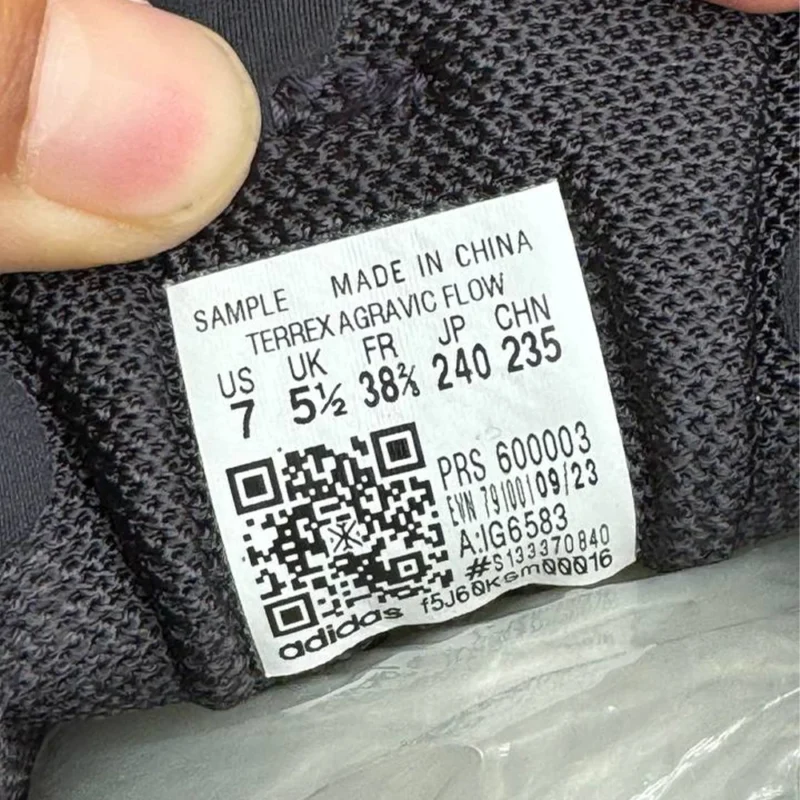 SAMPLE MADE IN CHINA
TERREX AGRAVIC FLOW
US UK FR JP CHN
7 5½ 38⅔ 240 235
PRS 600003
EVN 791001 09/23
A:IG6583
#S133370840
adidas f5J60Ksm00016